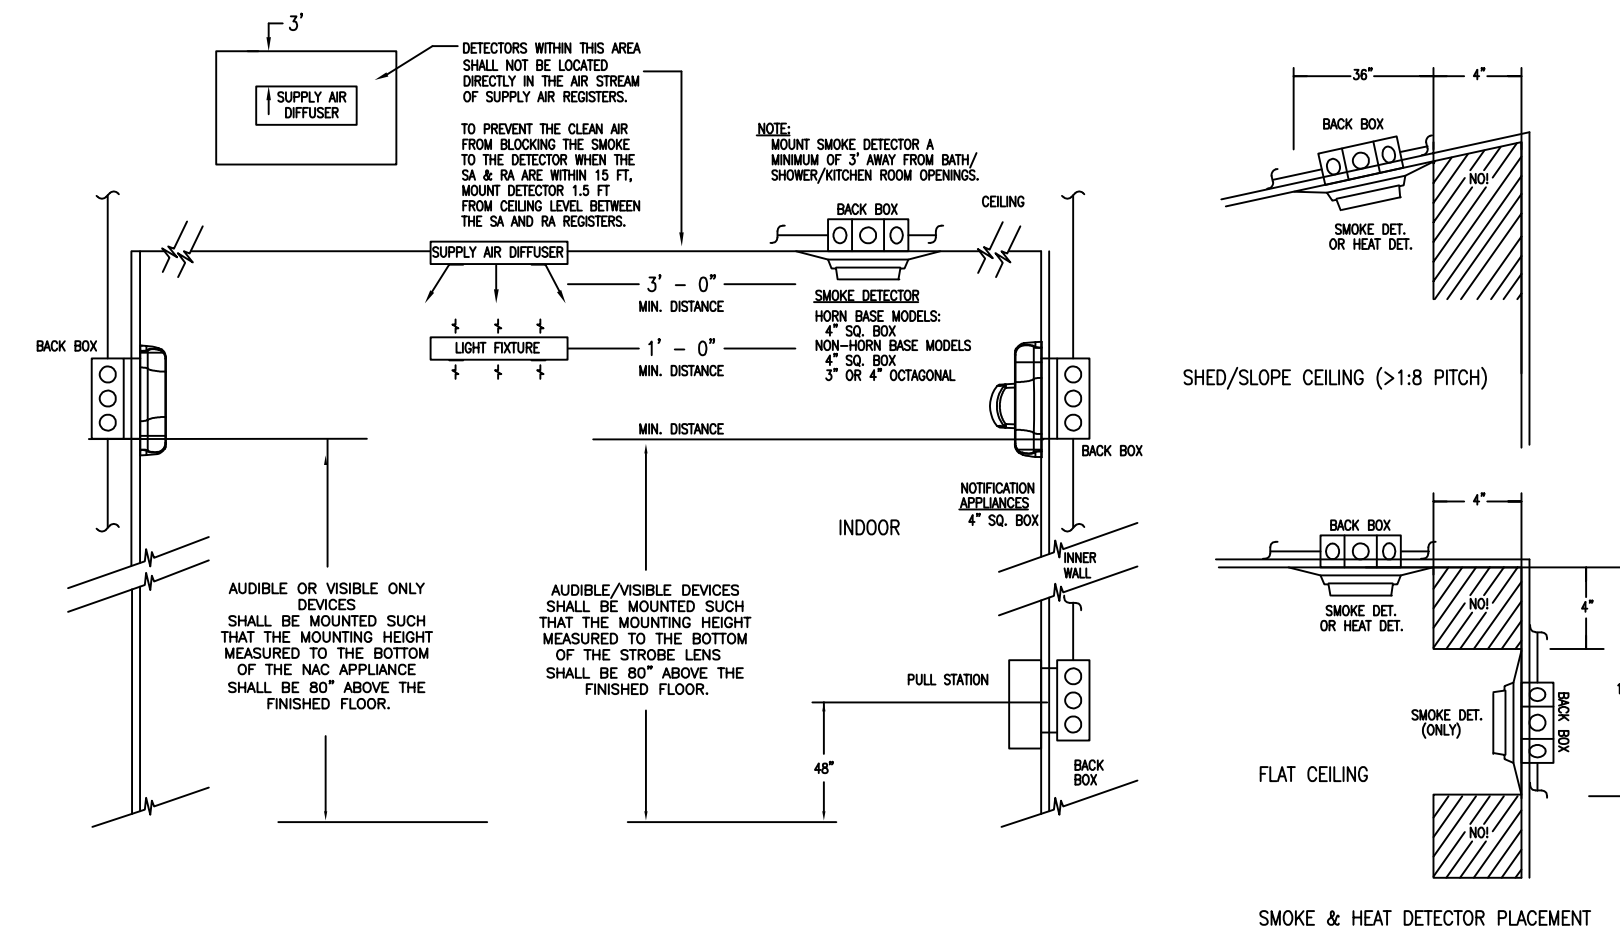 3'
SUPPLY AIR
DIFFUSER
DETECTORS WITHIN THIS AREA
SHALL NOT BE LOCATED
DIRECTLY IN THE AIR STREAM
OF SUPPLY AIR REGISTERS.
TO PREVENT THE CLEAN AIR
FROM BLOCKING THE SMOKE
TO THE DETECTOR WHEN THE
SA & RA ARE WITHIN 15 FT,
MOUNT DETECTOR 1.5 FT
FROM CEILING LEVEL BETWEEN
THE SA AND RA REGISTERS.
NOTE:
MOUNT SMOKE DETECTOR A
MINIMUM OF 3' AWAY FROM BATH/
SHOWER/KITCHEN ROOM OPENINGS.
BACK BOX
CEILING
SUPPLY AIR DIFFUSER
3' - 0"
MIN. DISTANCE
SMOKE DETECTOR
HORN BASE MODELS:
4" SQ. BOX
NON-HORN BASE MODELS
4" SQ. BOX
3" OR 4" OCTAGONAL
LIGHT FIXTURE
1' - 0"
MIN. DISTANCE
BACK BOX
MIN. DISTANCE
BACK BOX
NOTIFICATION
APPLIANCES
4" SQ. BOX
INDOOR
INNER
WALL
AUDIBLE OR VISIBLE ONLY
DEVICES
SHALL BE MOUNTED SUCH
THAT THE MOUNTING HEIGHT
MEASURED TO THE BOTTOM
OF THE NAC APPLIANCE
SHALL BE 80" ABOVE THE
FINISHED FLOOR.
AUDIBLE/VISIBLE DEVICES
SHALL BE MOUNTED SUCH
THAT THE MOUNTING HEIGHT
MEASURED TO THE BOTTOM
OF THE STROBE LENS
SHALL BE 80" ABOVE THE
FINISHED FLOOR.
PULL STATION
48"
BACK
BOX
36"
4"
BACK BOX
NO!
SMOKE DET.
OR HEAT DET.
SHED/SLOPE CEILING (>1:8 PITCH)
4"
BACK BOX
NO!
4"
SMOKE DET.
OR HEAT DET.
SMOKE DET.
(ONLY)
BACK BOX
FLAT CEILING
NO!
SMOKE & HEAT DETECTOR PLACEMENT